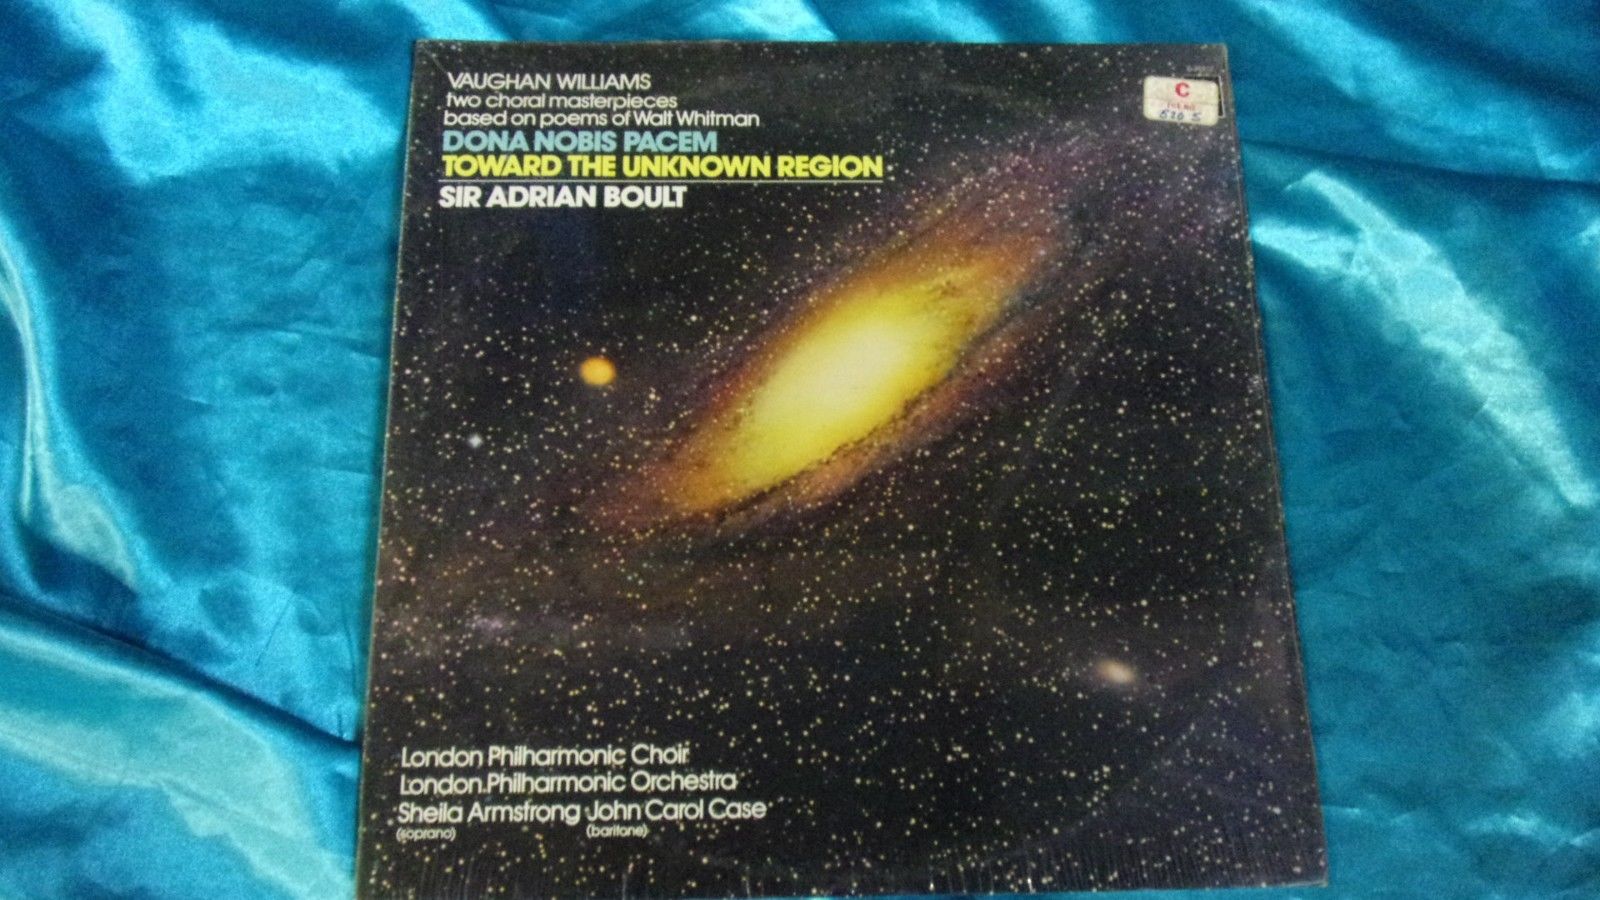 VAUGHAN WILLIAMS
two choral masterpieces
based on poems of Walt Whitman
DONA NOBIS PACEM
TOWARD THE UNKNOWN REGION
SIR ADRIAN BOULT
C
London Philharmonic Choir
London Philharmonic Orchestra
Sheila Armstrong John Carol Case
(soprano) (baritone)